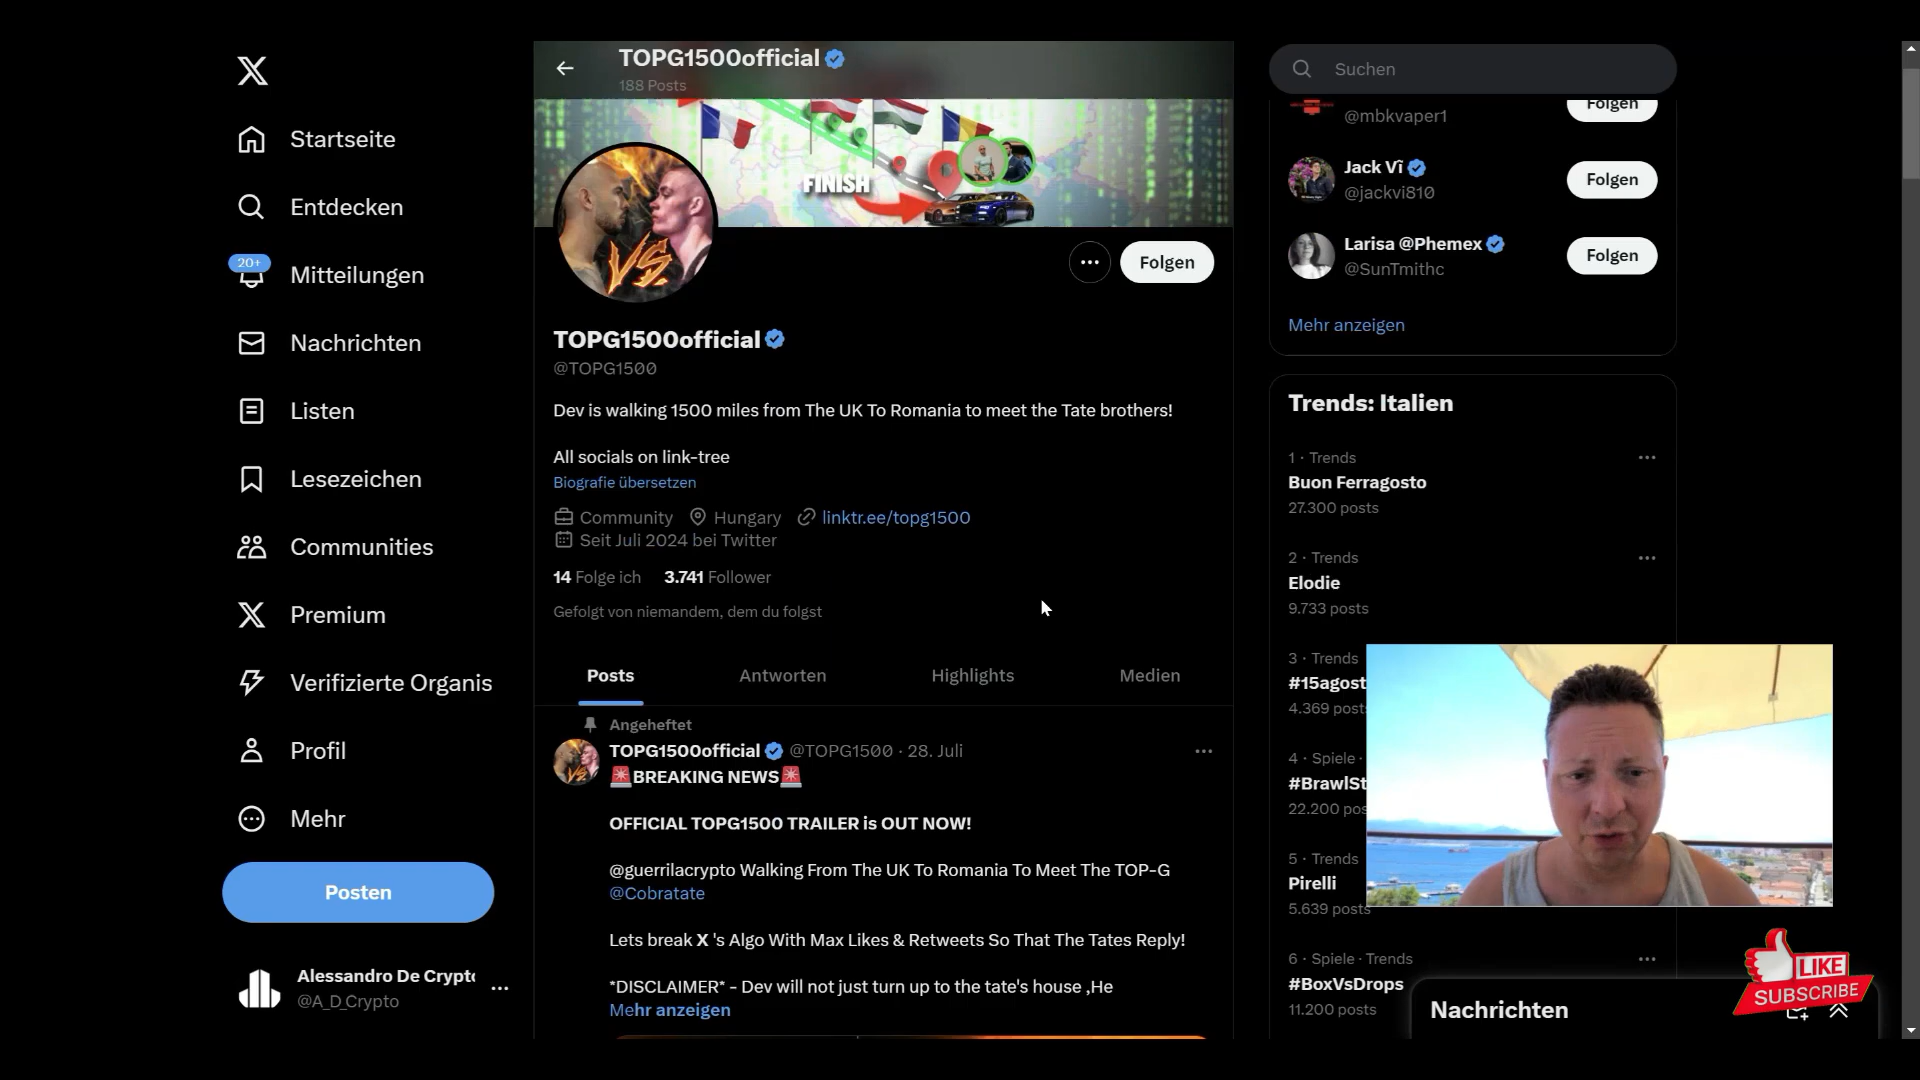 Startseite
Entdecken
20+
Mitteilungen
Nachrichten
Listen
Lesezeichen
Communities
Premium
Verifizierte Organis
Profil
Mehr
Posten
Alessandro De Crypto
@A_D_Crypto
TOPG1500official
188 Posts
FINISH
VS.
Folgen
TOPG1500official
@TOPG1500
Dev is walking 1500 miles from The UK To Romania to meet the Tate brothers!
All socials on link-tree
Biografie übersetzen
Community Hungary linktr.ee/topg1500
Seit Juli 2024 bei Twitter
14 Folge ich 3.741 Follower
Gefolgt von niemandem, dem du folgst
Posts Antworten Highlights Medien
Angeheftet
TOPG1500official @TOPG1500 · 28. Juli
🚨BREAKING NEWS🚨
OFFICIAL TOPG1500 TRAILER is OUT NOW!
@guerrilacrypto Walking From The UK To Romania To Meet The TOP-G
@Cobratate
Lets break X 's Algo With Max Likes & Retweets So That The Tates Reply!
*DISCLAIMER* - Dev will not just turn up to the tate's house ,He
Mehr anzeigen
Suchen
@mbkvaper1
Folgen
Jack Vĩ
@jackvi810
Folgen
Larisa @Phemex
@SunTmithc
Folgen
Mehr anzeigen
Trends: Italien
1 · Trends
Buon Ferragosto
27.300 posts
2 · Trends
Elodie
9.733 posts
3 · Trends
#15agost
4.369 posts
4 · Spiele ·
#BrawlSt
22.200 pos
5 · Trends
Pirelli
5.639 posts
6 · Spiele · Trends
#BoxVsDrops
11.200 posts
Nachrichten
LIKE
SUBSCRIBE